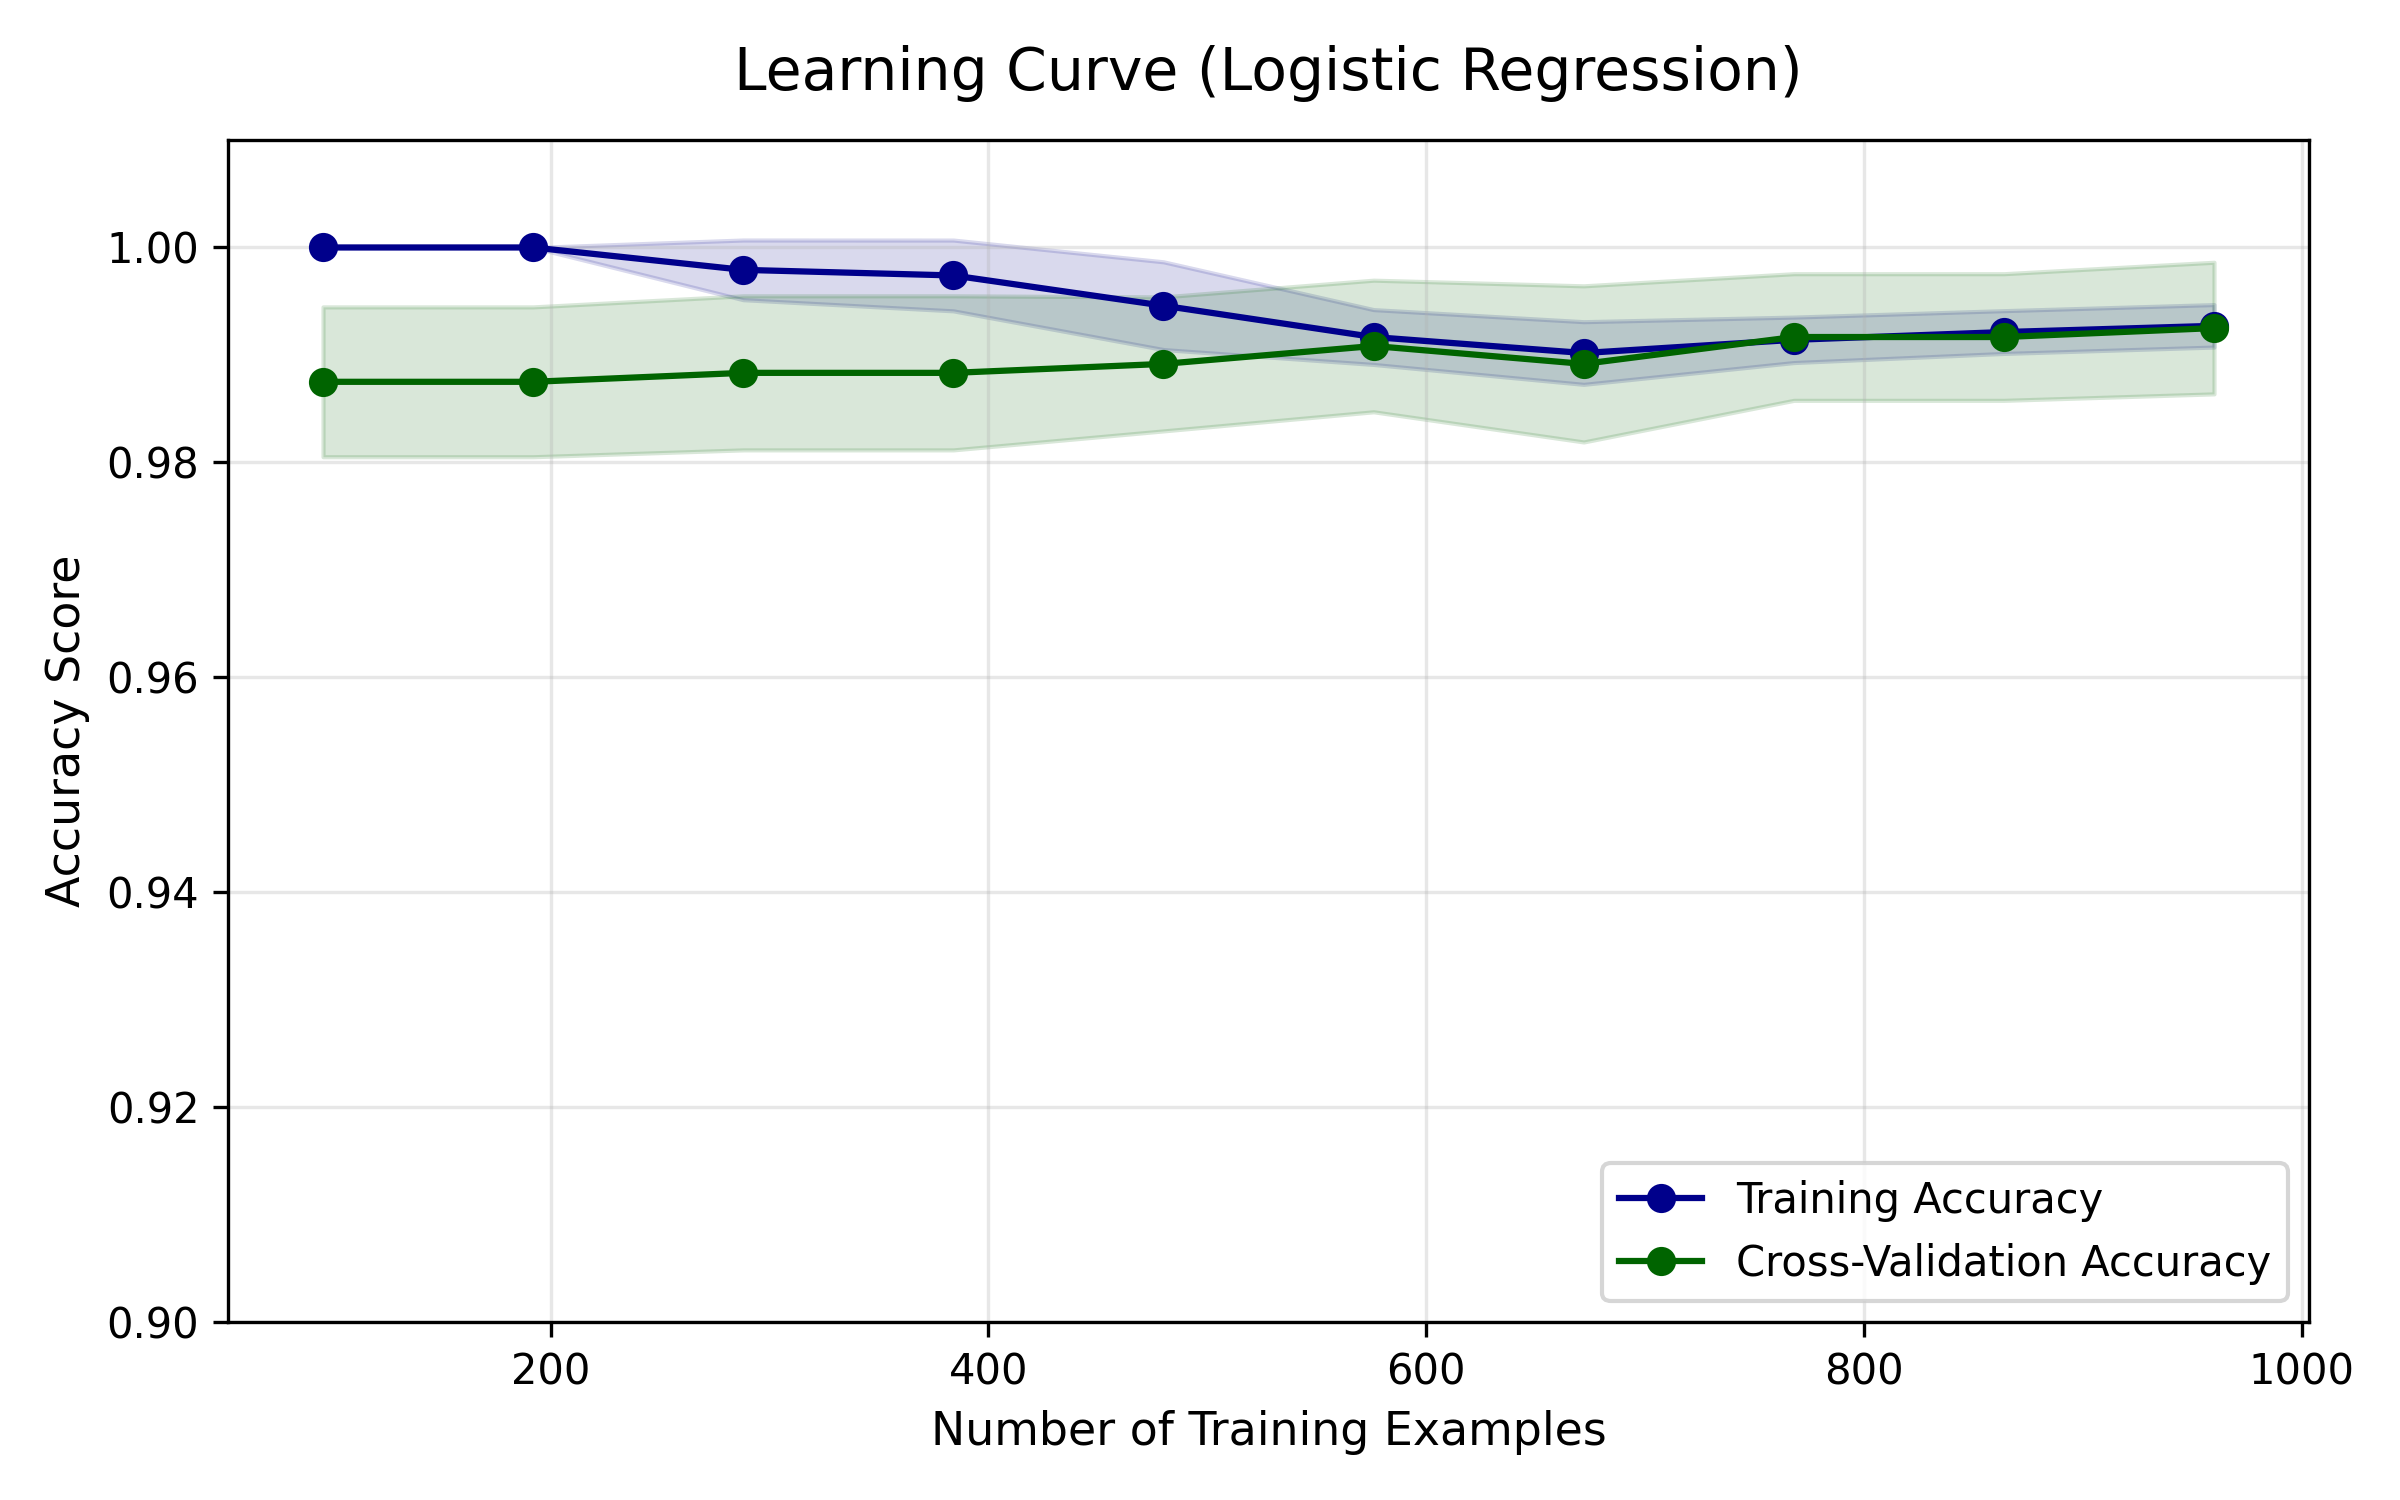 Learning Curve (Logistic Regression)
Accuracy Score
1.00
0.98
0.96
0.94
0.92
0.90
Training Accuracy
Cross-Validation Accuracy
200 400 600 800 1000
Number of Training Examples